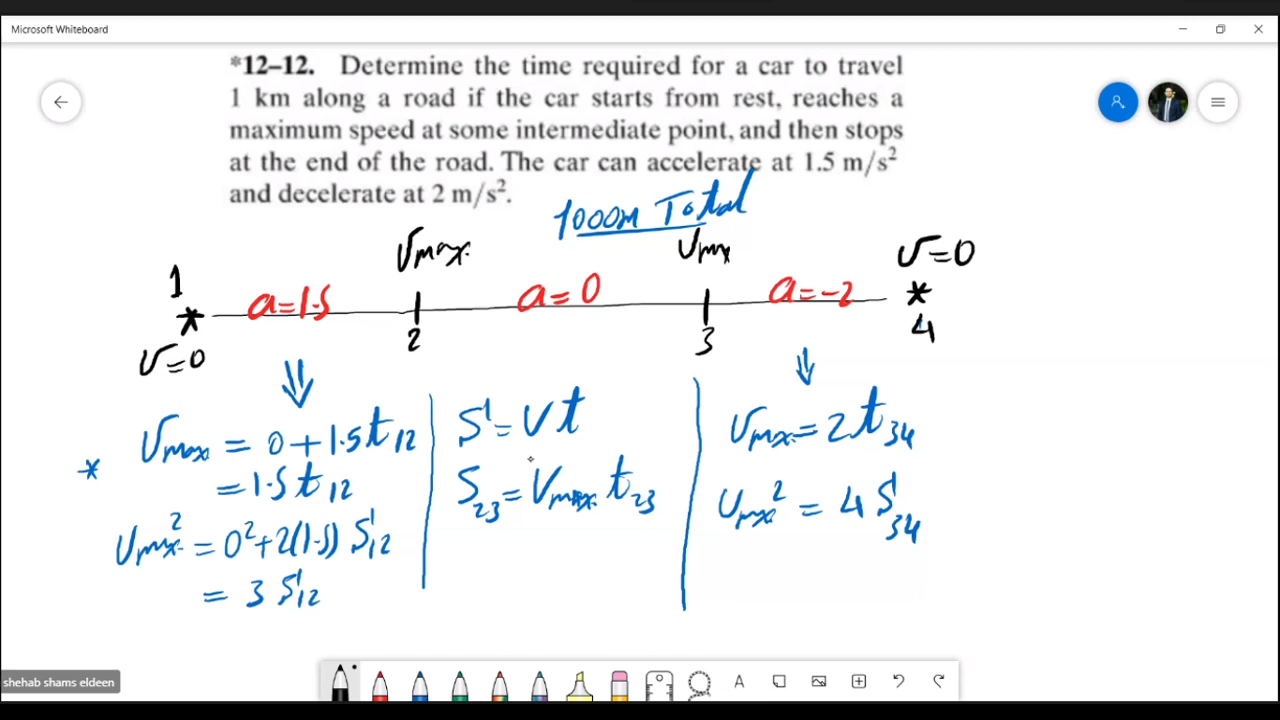 Microsoft Whiteboard
*12–12. Determine the time required for a car to travel
1 km along a road if the car starts from rest, reaches a
maximum speed at some intermediate point, and then stops
at the end of the road. The car can accelerate at 1.5 m/s²
and decelerate at 2 m/s².
1000m Total
Vmax Vmx V=0
1 a=1.5 a=0 a=-2
* *
2 3 4
V=0
Vmax = 0+1.5t12
*
= 1.5t12
Vmx² = 0²+2(1.5) S12
= 3 S12
S = Vt
S23 = Vmax t23
Vmx = 2t34
Vmx² = 4 S34
shehab shams eldeen
A